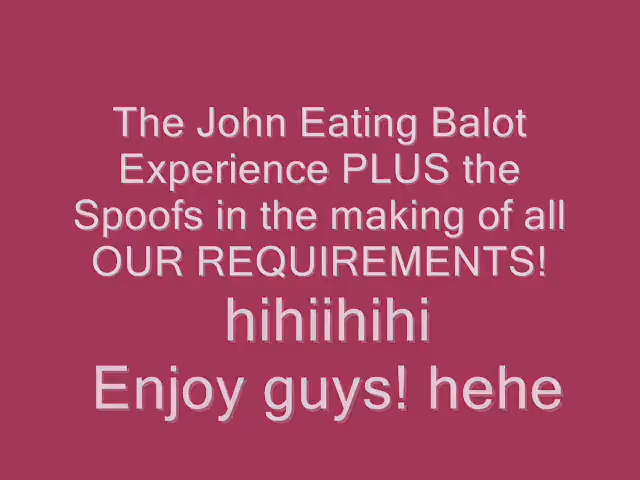 The John Eating Balot
Experience PLUS the
Spoofs in the making of all
OUR REQUIREMENTS!
hihiihihi
Enjoy guys! hehe